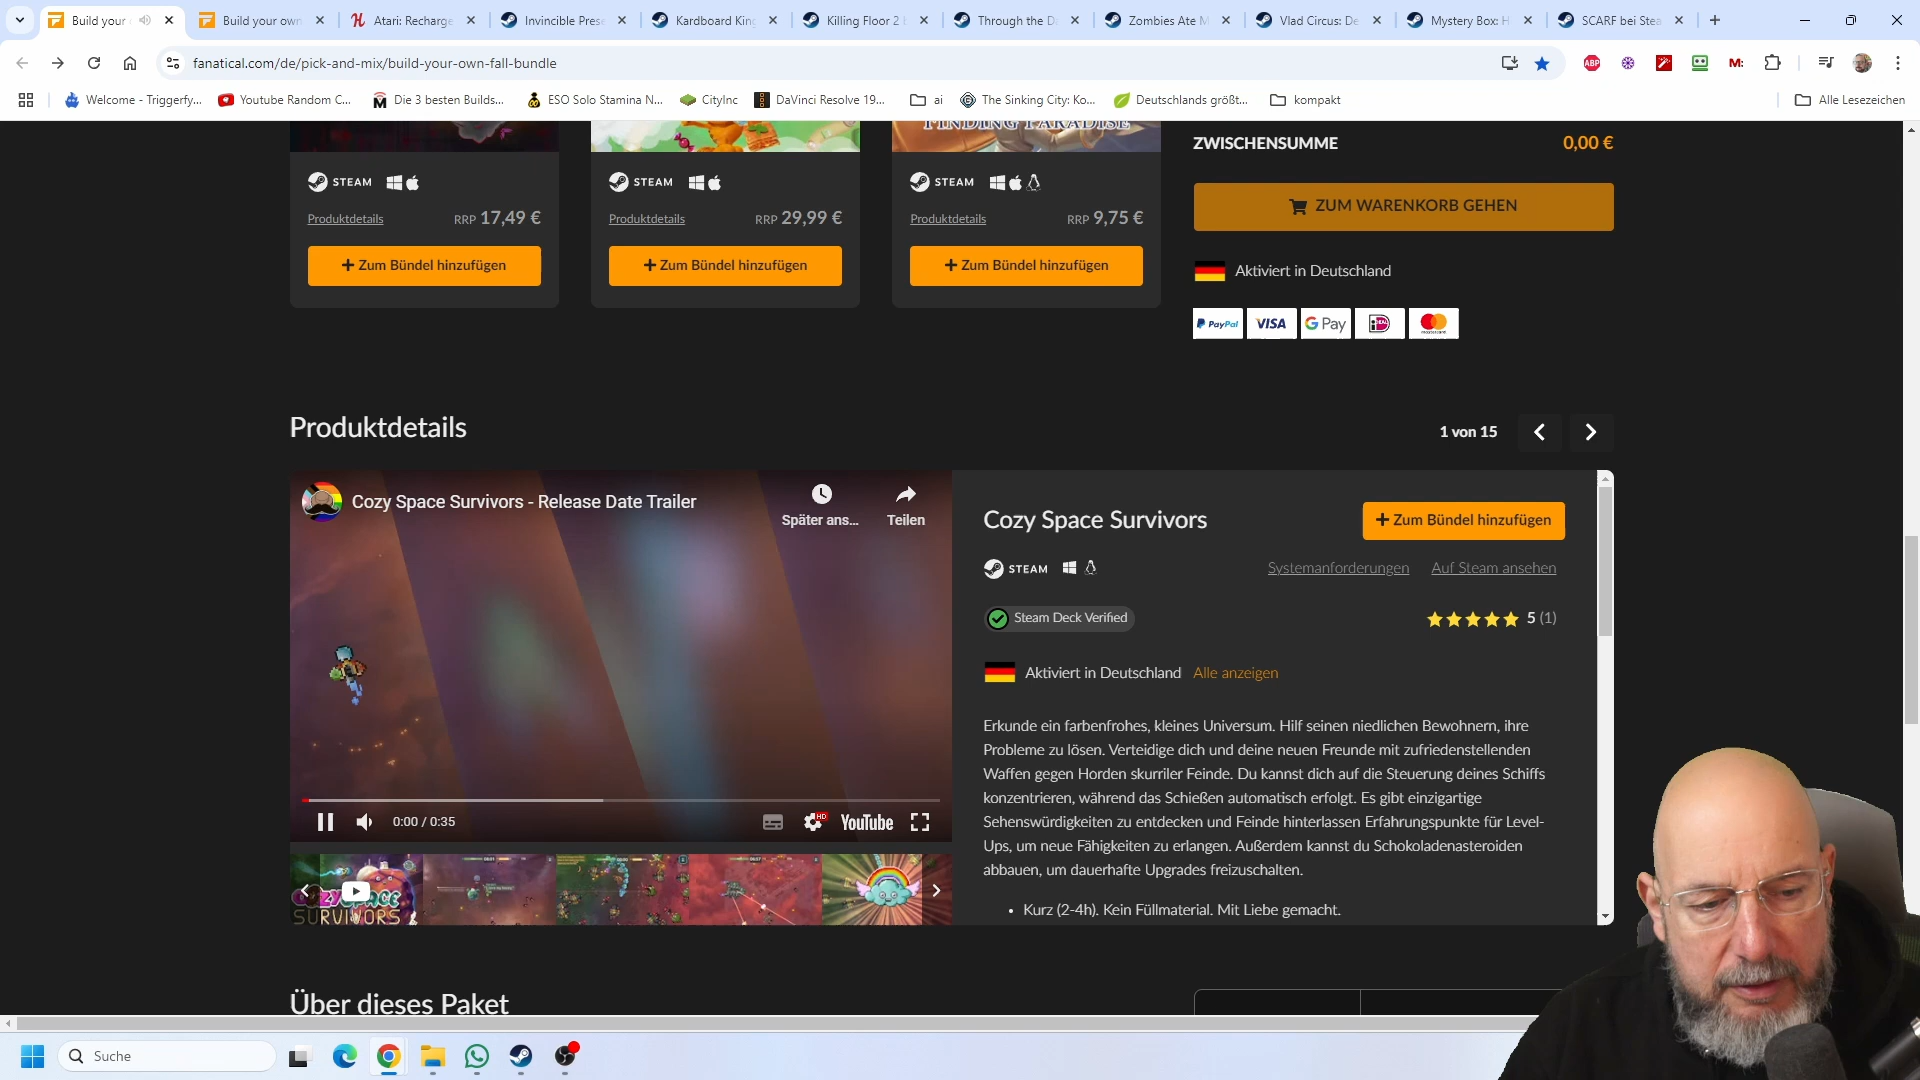 Build your
Build your own
Atari: Recharge
Invincible Prese
Kardboard King
Killing Floor 2
Through the D
Zombies Ate M
Vlad Circus: De
Mystery Box: H
SCARF bei Stea
fanatical.com/de/pick-and-mix/build-your-own-fall-bundle
ABP
M:
Welcome - Triggerfy...
Youtube Random C...
Die 3 besten Builds...
ESO Solo Stamina N...
CityInc
DaVinci Resolve 19...
ai
The Sinking City: Ko...
Deutschlands größt...
kompakt
Alle Lesezeichen
FINDING PARADISE
ZWISCHENSUMME 0,00 €
STEAM
STEAM
STEAM
Produktdetails RRP 17,49 €
Produktdetails RRP 29,99 €
Produktdetails RRP 9,75 €
ZUM WARENKORB GEHEN
+ Zum Bündel hinzufügen
+ Zum Bündel hinzufügen
+ Zum Bündel hinzufügen
Aktiviert in Deutschland
PayPal
VISA
G Pay
Produktdetails
1 von 15
Cozy Space Survivors - Release Date Trailer
Später ans...
Teilen
Cozy Space Survivors
+ Zum Bündel hinzufügen
STEAM
Systemanforderungen
Auf Steam ansehen
Steam Deck Verified
5 (1)
Aktiviert in Deutschland Alle anzeigen
Erkunde ein farbenfrohes, kleines Universum. Hilf seinen niedlichen Bewohnern, ihre
Probleme zu lösen. Verteidige dich und deine neuen Freunde mit zufriedenstellenden
Waffen gegen Horden skurriler Feinde. Du kannst dich auf die Steuerung deines Schiffs
konzentrieren, während das Schießen automatisch erfolgt. Es gibt einzigartige
Sehenswürdigkeiten zu entdecken und Feinde hinterlassen Erfahrungspunkte für Level-
Ups, um neue Fähigkeiten zu erlangen. Außerdem kannst du Schokoladenasteroiden
abbauen, um dauerhafte Upgrades freizuschalten.
• Kurz (2-4h). Kein Füllmaterial. Mit Liebe gemacht.
0:00 / 0:35
HD
YouTube
COZY SPACE
SURVIVORS
Über dieses Paket
Suche